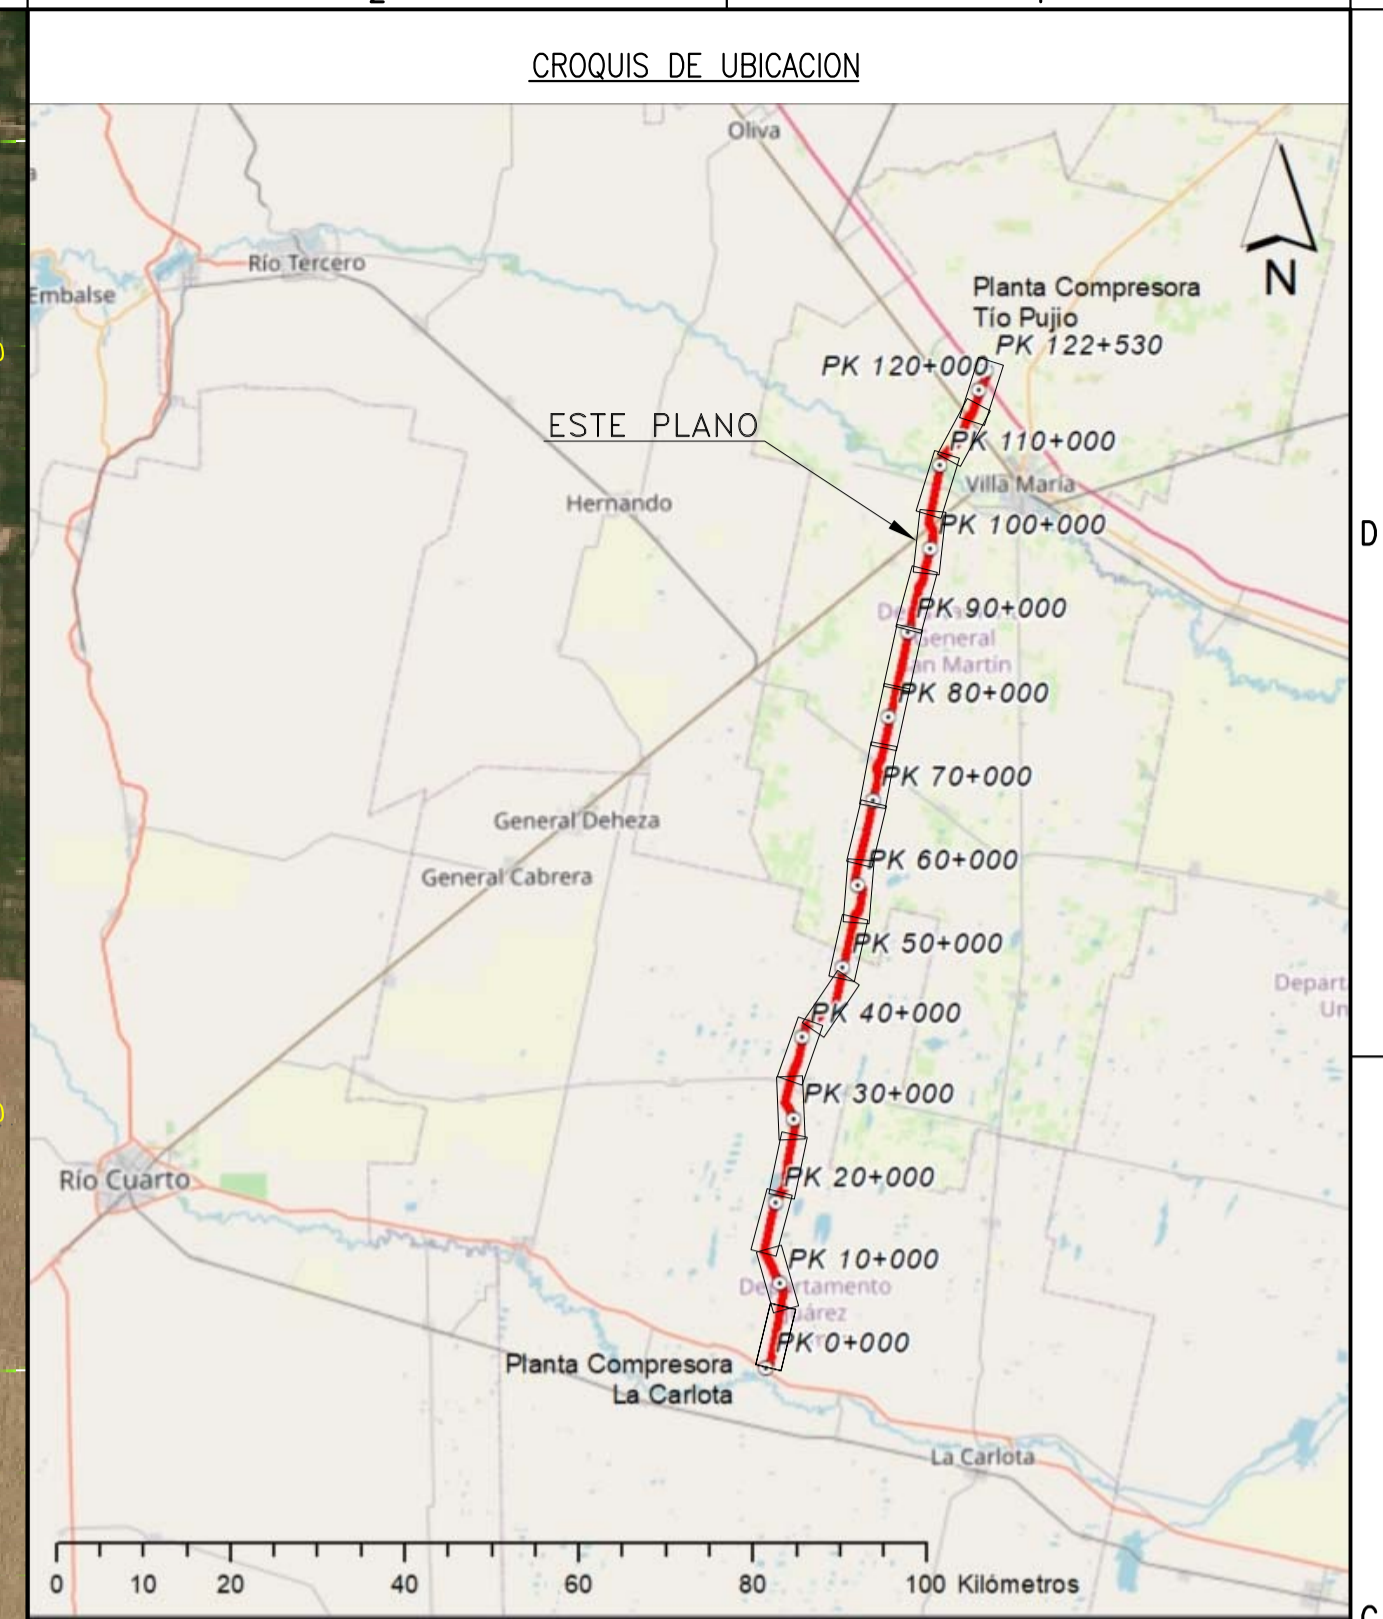 CROQUIS DE UBICACION
Oliva
Río Tercero
Embalse
N
Planta Compresora
Tío Pujio
PK 122+530
PK 120+000
ESTE PLANO
PK 110+000
Villa María
Hernando
PK 100+000
D
PK 90+000
General
San Martín
PK 80+000
PK 70+000
General Deheza
PK 60+000
General Cabrera
PK 50+000
PK 40+000
PK 30+000
Río Cuarto
PK 20+000
PK 10+000
Departamento
Juárez
PK 0+000
Planta Compresora
La Carlota
La Carlota
0 10 20 40 60 80 100 Kilómetros